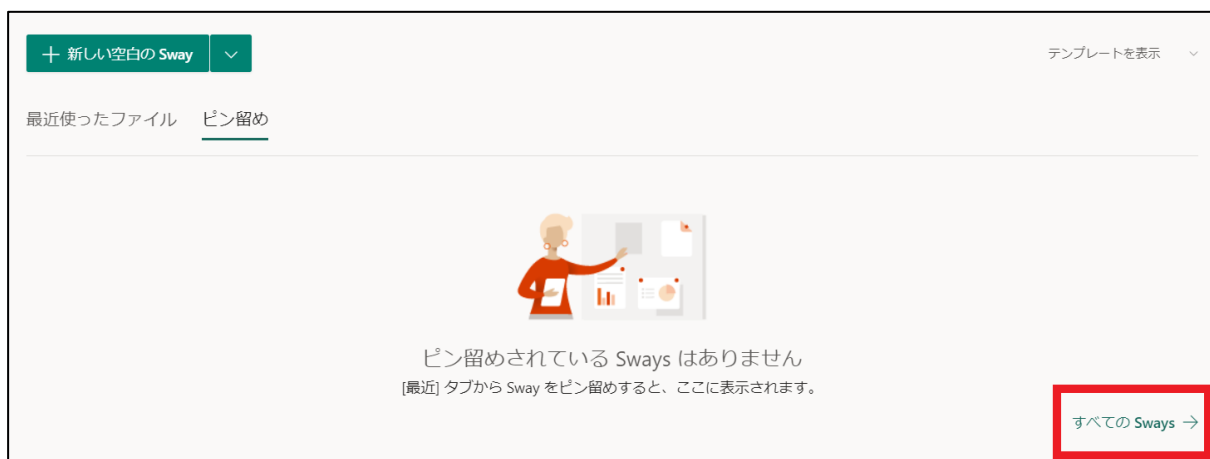 ＋ 新しい空白の Sway
テンプレートを表示
最近使ったファイル ピン留め
ピン留めされている Sways はありません
[最近] タブから Sway をピン留めすると、ここに表示されます。
すべての Sways →